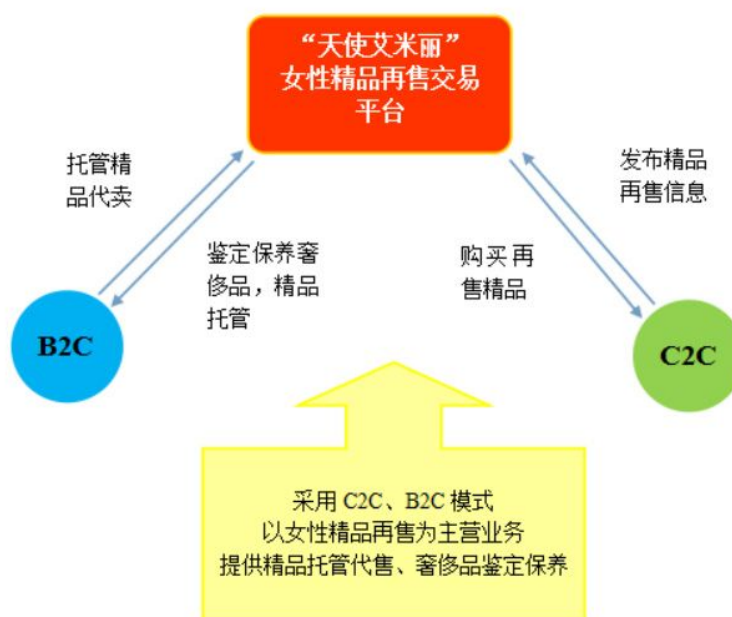 “天使艾米丽”
女性精品再售交易
平台
托管精
品代卖
鉴定保养奢
侈品，精品
托管
购买再
售精品
发布精品
再售信息
B2C
C2C
采用 C2C、B2C 模式
以女性精品再售为主营业务
提供精品托管代售、奢侈品鉴定保养